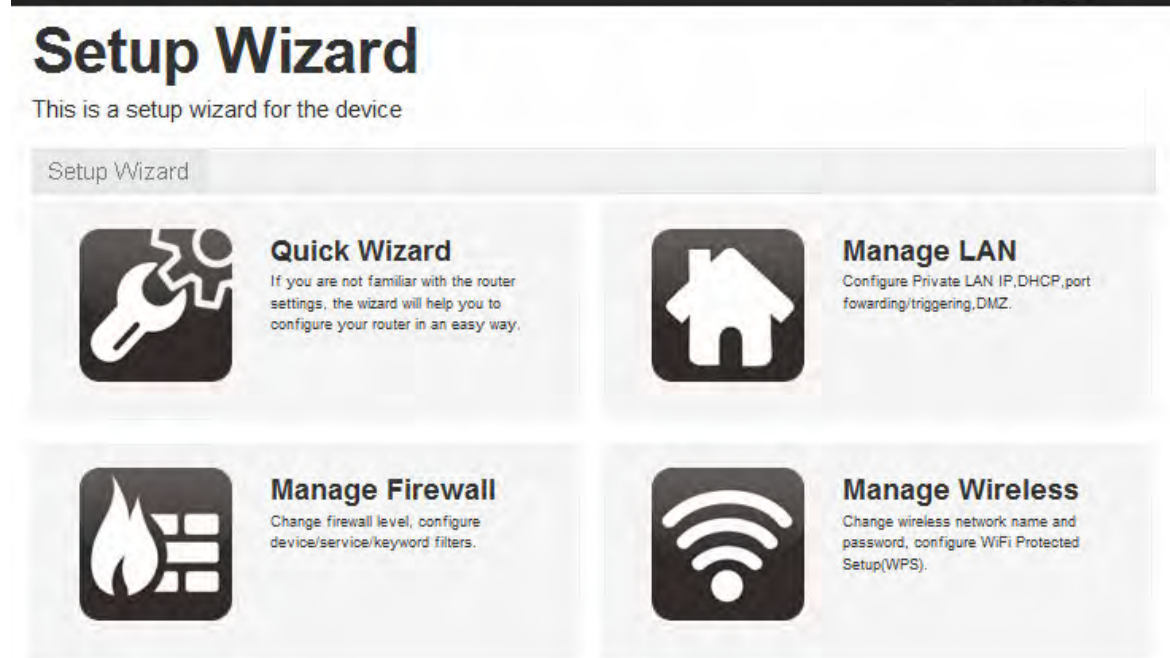 Setup Wizard
This is a setup wizard for the device
Setup Wizard
Quick Wizard
If you are not familiar with the router
settings, the wizard will help you to
configure your router in an easy way.
Manage LAN
Configure Private LAN IP,DHCP,port
fowarding/triggering,DMZ.
Manage Firewall
Change firewall level, configure
device/service/keyword filters.
Manage Wireless
Change wireless network name and
password, configure WiFi Protected
Setup(WPS).